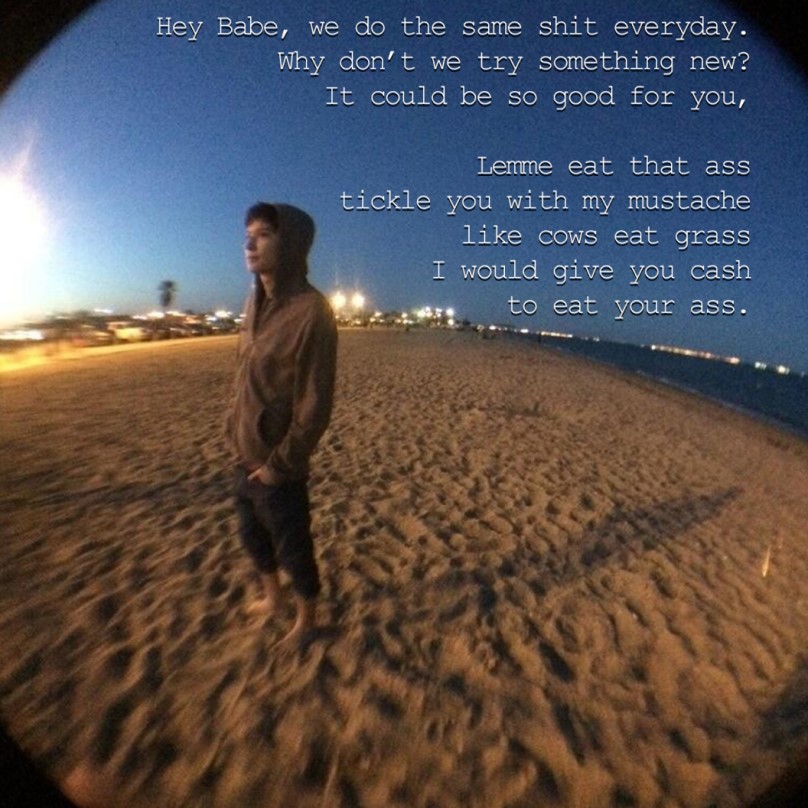 Hey Babe, we do the same shit everyday.
Why don't we try something new?
It could be so good for you,
Lemme eat that ass
tickle you with my mustache
like cows eat grass
I would give you cash
to eat your ass.